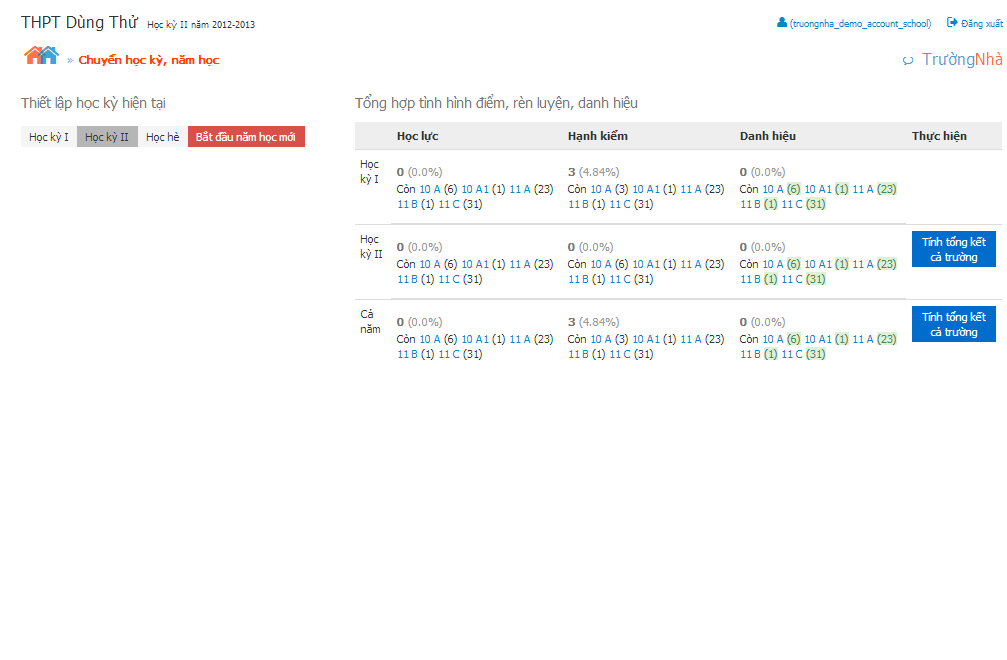 THPT Dùng Thử Học kỳ II năm 2012-2013
(truongnha_demo_account_school) Đăng xuất
» Chuyển học kỳ, năm học
TrườngNhà
Thiết lập học kỳ hiện tại
Học kỳ I Học kỳ II Học hè Bắt đầu năm học mới
Tổng hợp tình hình điểm, rèn luyện, danh hiệu
Học lực Hạnh kiểm Danh hiệu Thực hiện
Học kỳ I
0 (0.0%)
Còn 10 A (6) 10 A1 (1) 11 A (23)
11 B (1) 11 C (31)
3 (4.84%)
Còn 10 A (3) 10 A1 (1) 11 A (23)
11 B (1) 11 C (31)
0 (0.0%)
Còn 10 A (6) 10 A1 (1) 11 A (23)
11 B (1) 11 C (31)
Học kỳ II
0 (0.0%)
Còn 10 A (6) 10 A1 (1) 11 A (23)
11 B (1) 11 C (31)
0 (0.0%)
Còn 10 A (6) 10 A1 (1) 11 A (23)
11 B (1) 11 C (31)
0 (0.0%)
Còn 10 A (6) 10 A1 (1) 11 A (23)
11 B (1) 11 C (31)
Tính tổng kết
cả trường
Cả năm
0 (0.0%)
Còn 10 A (6) 10 A1 (1) 11 A (23)
11 B (1) 11 C (31)
3 (4.84%)
Còn 10 A (3) 10 A1 (1) 11 A (23)
11 B (1) 11 C (31)
0 (0.0%)
Còn 10 A (6) 10 A1 (1) 11 A (23)
11 B (1) 11 C (31)
Tính tổng kết
cả trường